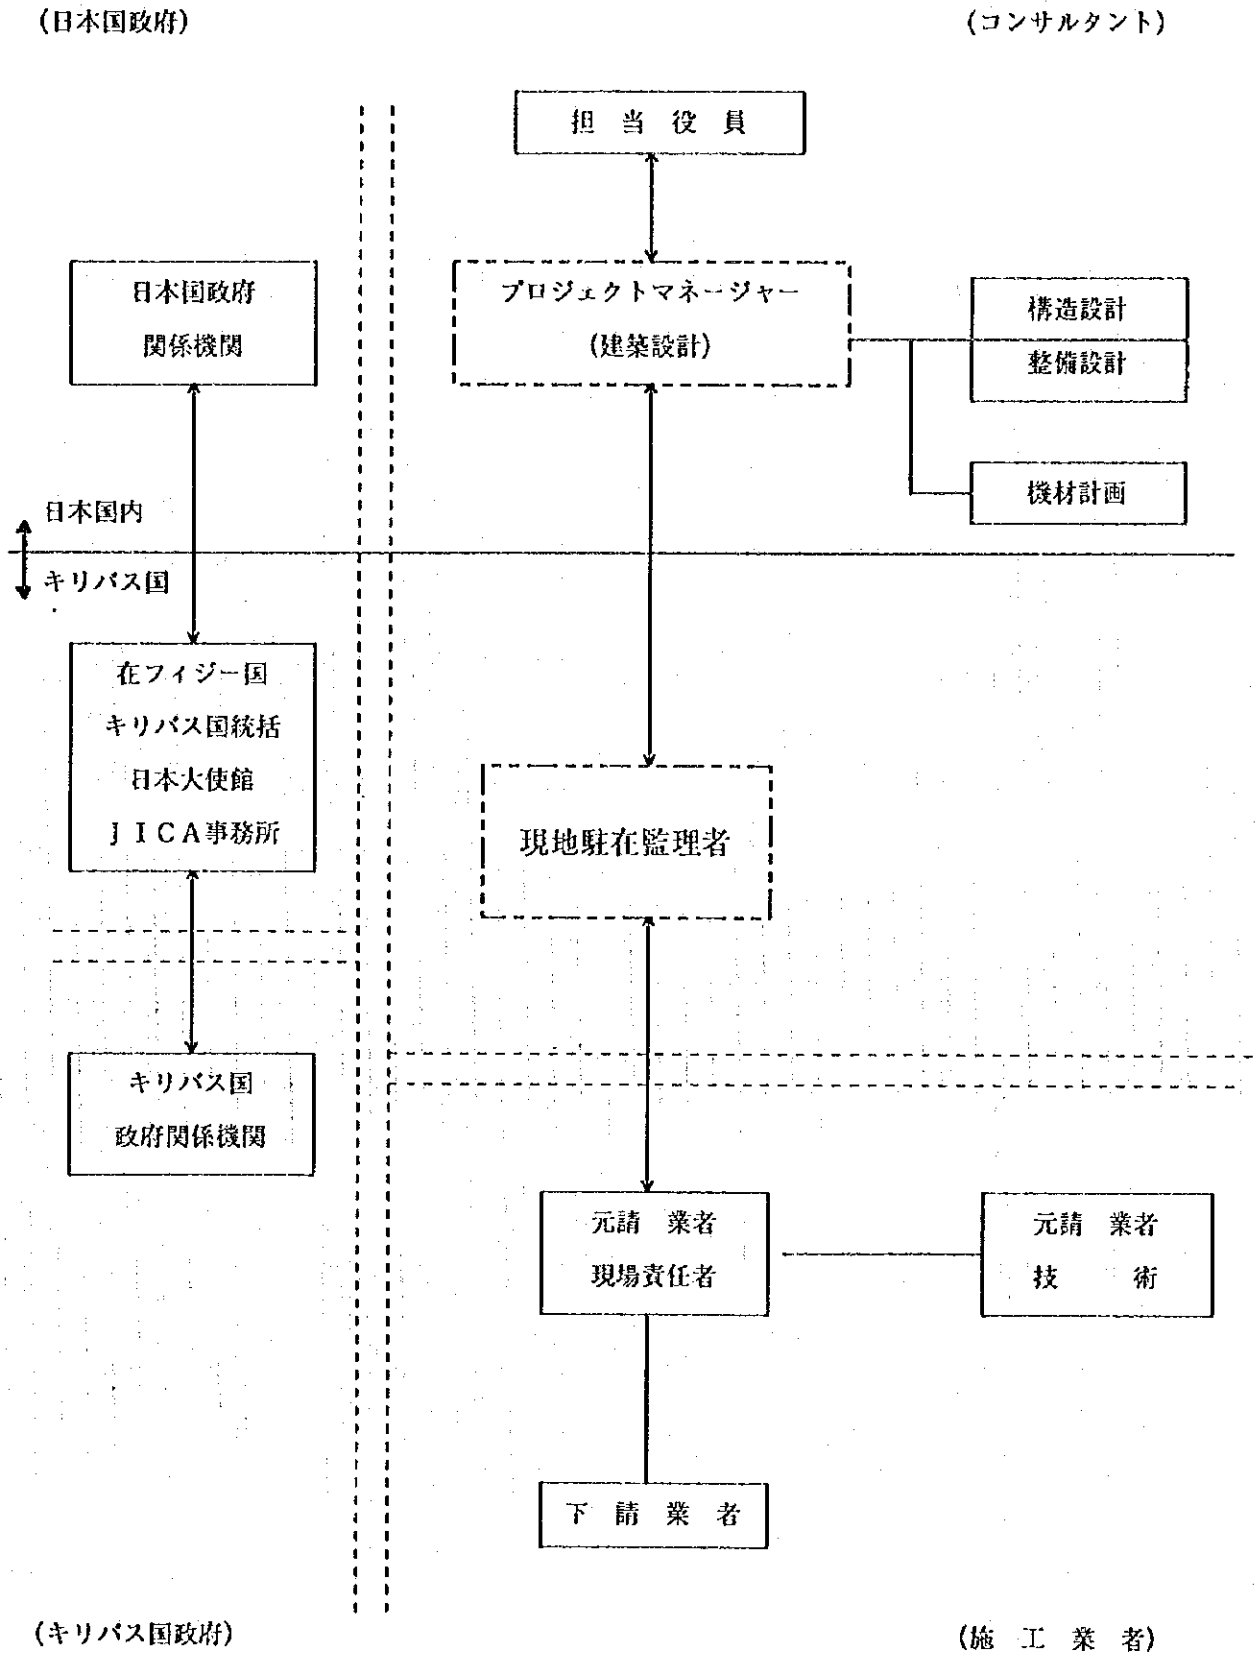 (日本国政府)
(コンサルタント)
担 当 役 員
日本国政府
関係機関
プロジェクトマネージャー
(建築設計)
構造設計
整備設計
機材計画
日本国内
キリバス国
在フィジー国
キリバス国統括
日本大使館
JICA事務所
現地駐在監理者
キリバス国
政府関係機関
元請 業者
現場責任者
元請 業者
技 術
下 請 業 者
(キリバス国政府)
(施 工 業 者)